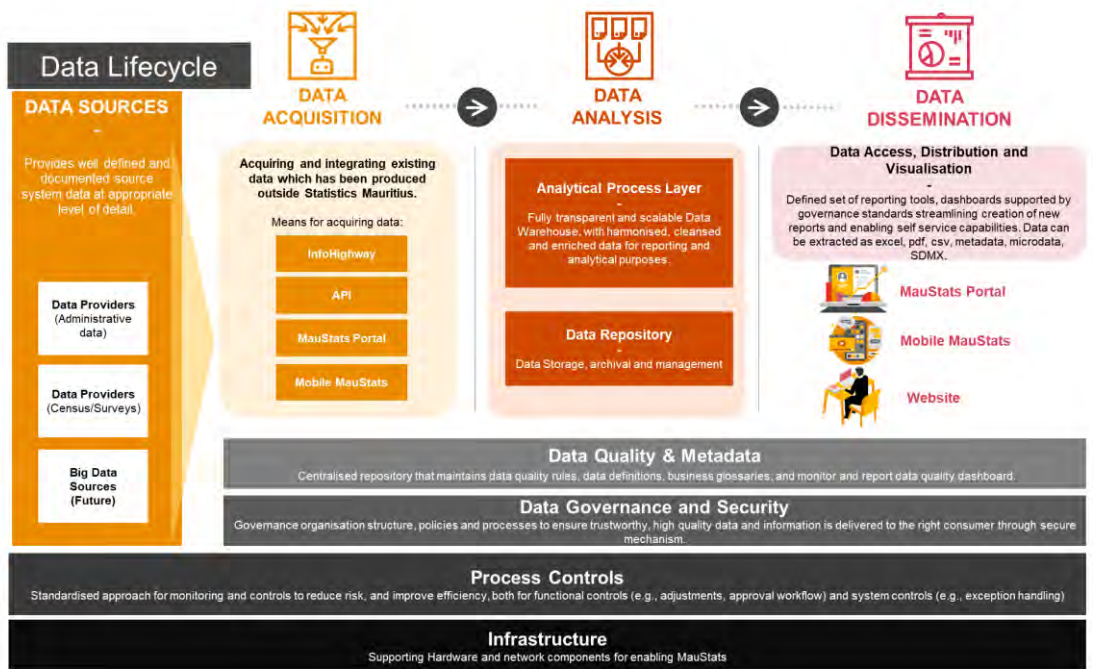 Data Lifecycle
DATA SOURCES
-
Provides well defined and
documented source
system data at appropriate
level of detail.
Data Providers
(Administrative
data)
Data Providers
(Census/Surveys)
Big Data
Sources
(Future)
DATA
ACQUISITION
Acquiring and integrating existing
data which has been produced
outside Statistics Mauritius.
Means for acquiring data:
InfoHighway
API
MauStats Portal
Mobile MauStats
DATA
ANALYSIS
Analytical Process Layer
-
Fully transparent and scalable Data
Warehouse, with harmonised, cleansed
and enriched data for reporting and
analytical purposes.
Data Repository
-
Data Storage, archival and management
DATA
DISSEMINATION
Data Access, Distribution and
Visualisation
-
Defined set of reporting tools, dashboards supported by
governance standards streamlining creation of new
reports and enabling self service capabilities. Data can
be extracted as excel, pdf, csv, metadata, microdata,
SDMX.
MauStats Portal
Mobile MauStats
Website
Data Quality & Metadata
Centralised repository that maintains data quality rules, data definitions, business glossaries, and monitor and report data quality dashboard.
Data Governance and Security
Governance organisation structure, policies and processes to ensure trustworthy, high quality data and information is delivered to the right consumer through secure
mechanism.
Process Controls
Standardised approach for monitoring and controls to reduce risk, and improve efficiency, both for functional controls (e.g., adjustments, approval workflow) and system controls (e.g., exception handling)
Infrastructure
Supporting Hardware and network components for enabling MauStats